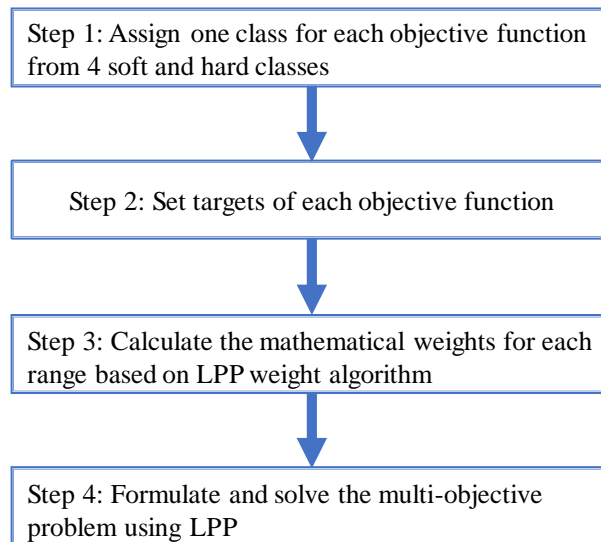 Step 1: Assign one class for each objective function
from 4 soft and hard classes
Step 2: Set targets of each objective function
Step 3: Calculate the mathematical weights for each
range based on LPP weight algorithm
Step 4: Formulate and solve the multi-objective
problem using LPP